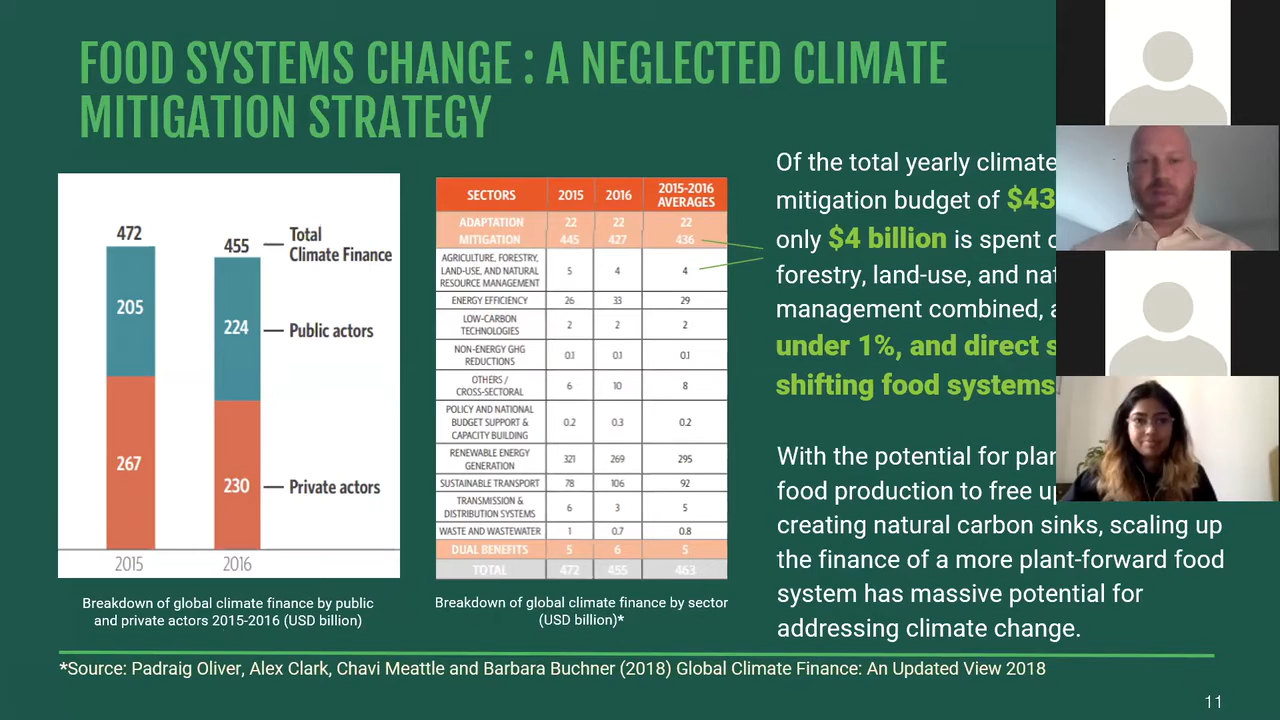 FOOD SYSTEMS CHANGE : A NEGLECTED CLIMATE
MITIGATION STRATEGY
472
455
Total
Climate Finance
205
224
Public actors
267
230
Private actors
2015
2016
Breakdown of global climate finance by public
and private actors 2015-2016 (USD billion)
SECTORS 2015 2016 2015-2016 AVERAGES
ADAPTATION 22 22 22
MITIGATION 445 427 436
AGRICULTURE, FORESTRY,
LAND-USE, AND NATURAL 5 4 4
RESOURCE MANAGEMENT
ENERGY EFFICIENCY 26 33 29
LOW-CARBON
TECHNOLOGIES 2 2 2
NON-ENERGY GHG
REDUCTIONS 0.1 0.1 0.1
OTHERS /
CROSS-SECTORAL 6 10 8
POLICY AND NATIONAL
BUDGET SUPPORT & 0.2 0.3 0.2
CAPACITY BUILDING
RENEWABLE ENERGY
GENERATION 321 269 295
SUSTAINABLE TRANSPORT 78 106 92
TRANSMISSION &
DISTRIBUTION SYSTEMS 6 3 5
WASTE AND WASTEWATER 1 0.7 0.8
DUAL BENEFITS 5 6 5
TOTAL 472 455 463
Breakdown of global climate finance by sector
(USD billion)*
Of the total yearly climate
mitigation budget of $43
only $4 billion is spent
forestry, land-use, and
management combined,
under 1%, and direct
shifting food systems
With the potential for
food production to free
creating natural carbon sinks, scaling up
the finance of a more plant-forward food
system has massive potential for
addressing climate change.
*Source: Padraig Oliver, Alex Clark, Chavi Meattle and Barbara Buchner (2018) Global Climate Finance: An Updated View 2018
11